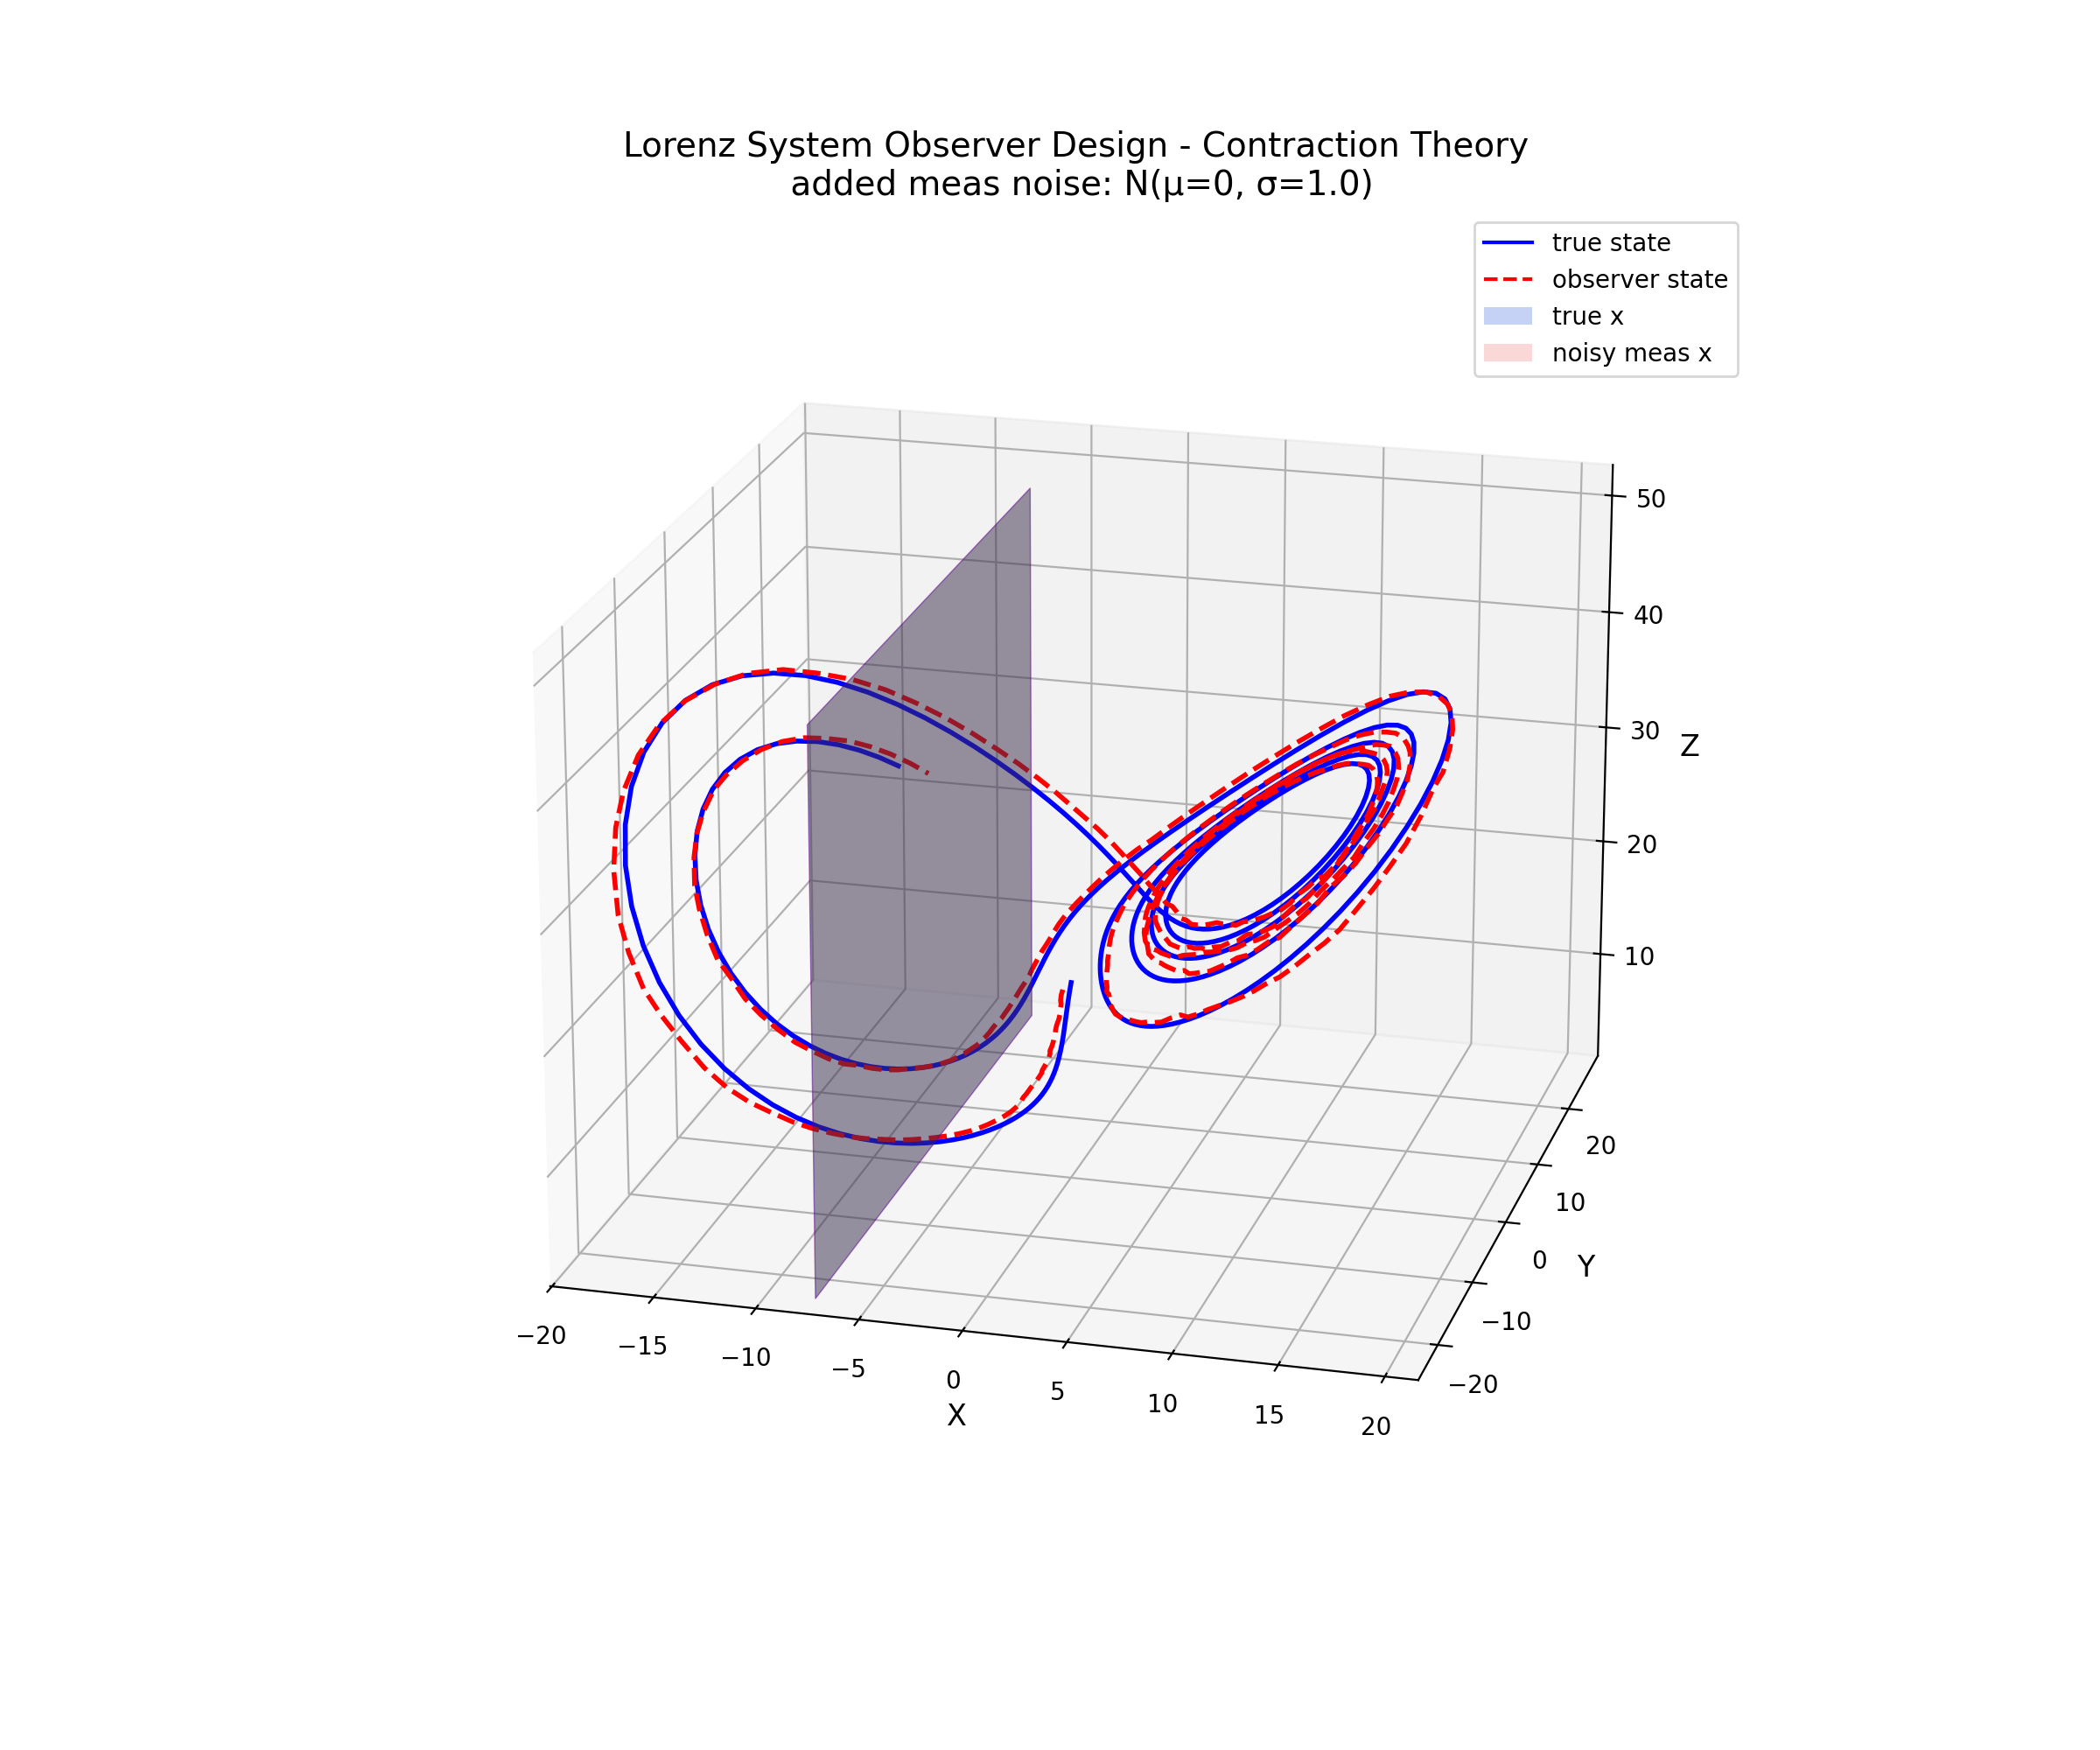 Lorenz System Observer Design - Contraction Theory
added meas noise: N(μ=0, σ=1.0)
true state
observer state
true x
noisy meas x
50
40
30
Z
20
10
20
10
0
Y
−10
−20
−20
−15
−10
−5
0
5
10
15
20
X